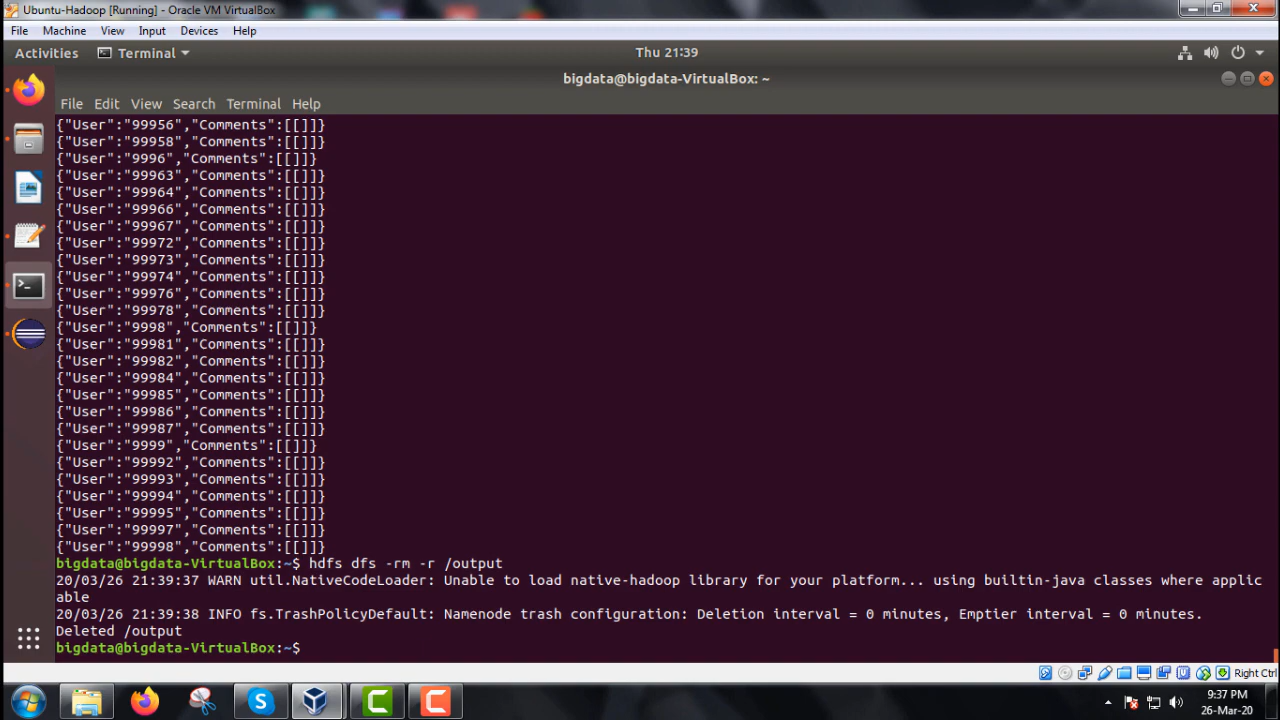 Ubuntu-Hadoop [Running] - Oracle VM VirtualBox
File Machine View Input Devices Help
Activities Terminal Thu 21:39
bigdata@bigdata-VirtualBox: ~
File Edit View Search Terminal Help
{"User":"99956","Comments":[[]]}
{"User":"99958","Comments":[[]]}
{"User":"9996","Comments":[[]]}
{"User":"99963","Comments":[[]]}
{"User":"99964","Comments":[[]]}
{"User":"99966","Comments":[[]]}
{"User":"99967","Comments":[[]]}
{"User":"99972","Comments":[[]]}
{"User":"99973","Comments":[[]]}
{"User":"99974","Comments":[[]]}
{"User":"99976","Comments":[[]]}
{"User":"99978","Comments":[[]]}
{"User":"9998","Comments":[[]]}
{"User":"99981","Comments":[[]]}
{"User":"99982","Comments":[[]]}
{"User":"99984","Comments":[[]]}
{"User":"99985","Comments":[[]]}
{"User":"99986","Comments":[[]]}
{"User":"99987","Comments":[[]]}
{"User":"9999","Comments":[[]]}
{"User":"99992","Comments":[[]]}
{"User":"99993","Comments":[[]]}
{"User":"99994","Comments":[[]]}
{"User":"99995","Comments":[[]]}
{"User":"99997","Comments":[[]]}
{"User":"99998","Comments":[[]]}
bigdata@bigdata-VirtualBox:~$ hdfs dfs -rm -r /output
20/03/26 21:39:37 WARN util.NativeCodeLoader: Unable to load native-hadoop library for your platform... using builtin-java classes where applic
able
20/03/26 21:39:38 INFO fs.TrashPolicyDefault: Namenode trash configuration: Deletion interval = 0 minutes, Emptier interval = 0 minutes.
Deleted /output
bigdata@bigdata-VirtualBox:~$
Right Ctrl
9:37 PM
26-Mar-20